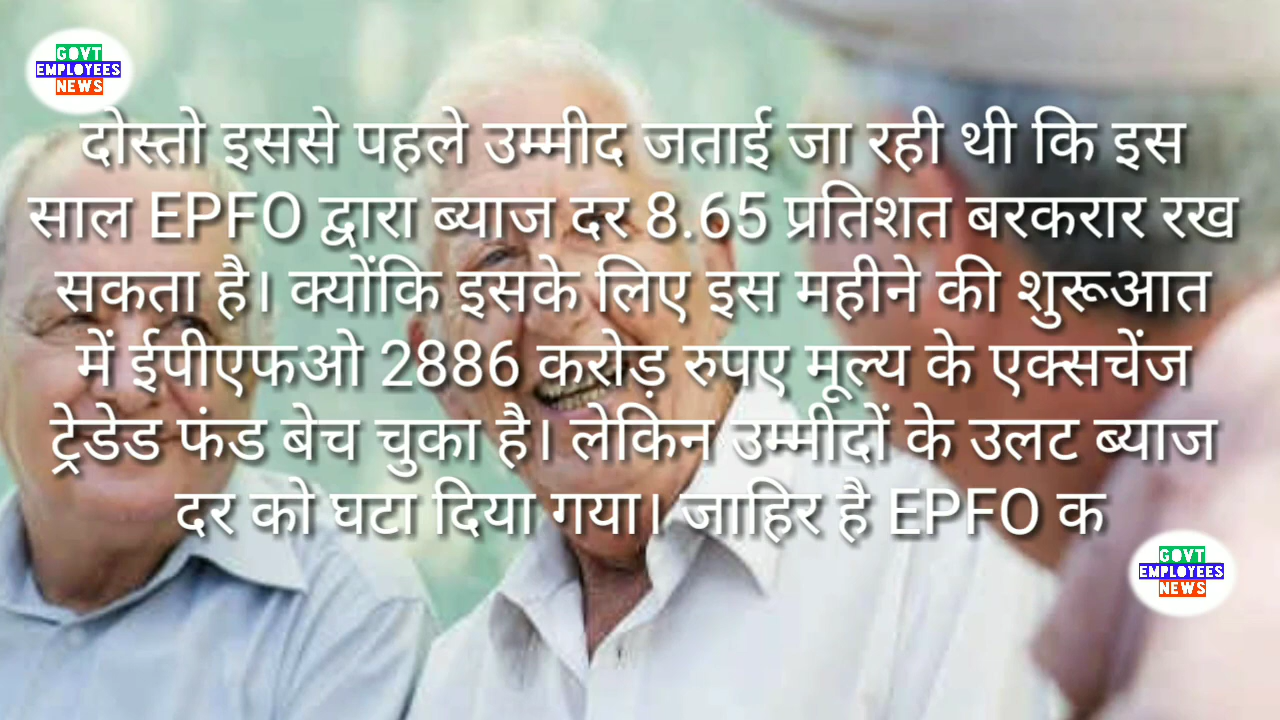 GOVT
EMPLOYEES
NEWS
दोस्तो इससे पहले उम्मीद जताई जा रही थी कि इस
साल EPFO द्वारा ब्याज दर 8.65 प्रतिशत बरकरार रख
सकता है। क्योंकि इसके लिए इस महीने की शुरूआत
में ईपीएफओ 2886 करोड़ रुपए मूल्य के एक्सचेंज
ट्रेडेड फंड बेच चुका है। लेकिन उम्मीदों के उलट ब्याज
दर को घटा दिया गया। जाहिर है EPFO क
GOVT
EMPLOYEES
NEWS